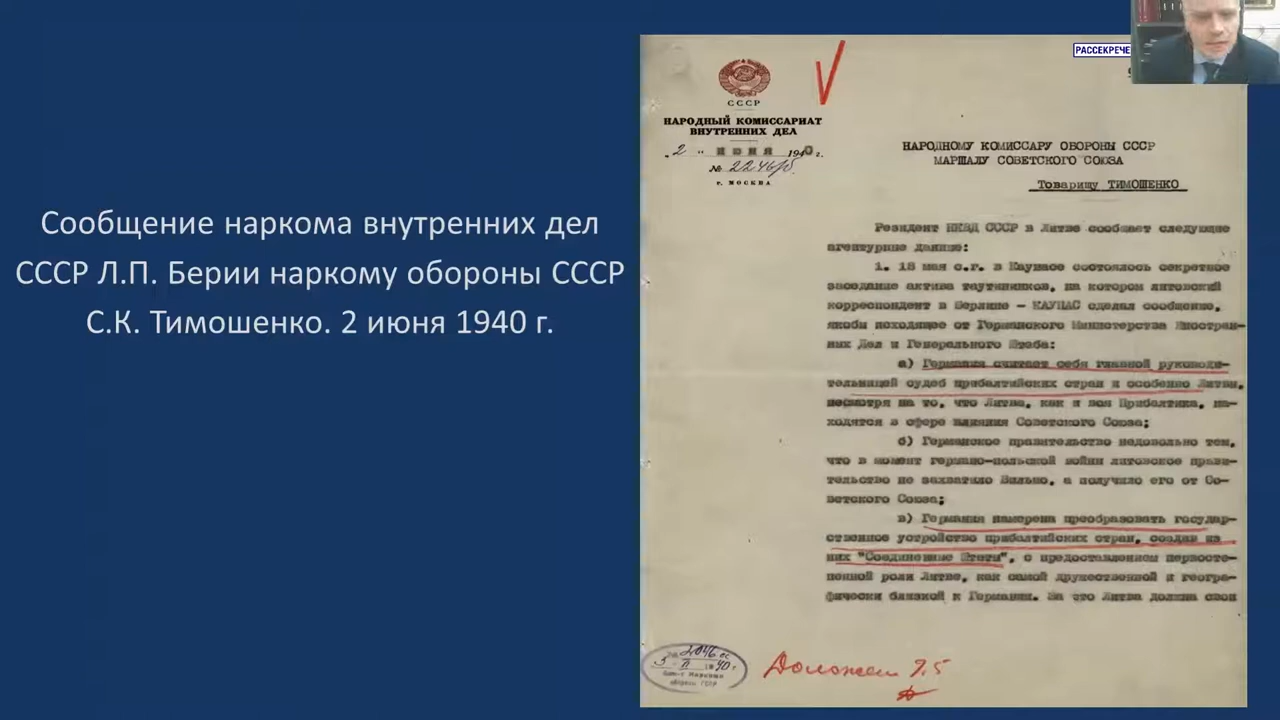 Сообщение наркома внутренних дел
СССР Л.П. Берии наркому обороны СССР
С.К. Тимошенко. 2 июня 1940 г.
РАССЕКРЕЧЕ
СССР
НАРОДНЫЙ КОМИССАРИАТ
ВНУТРЕННИХ ДЕЛ
„2" июня 1940 г.
№ 2246/б
г. МОСКВА
НАРОДНОМУ КОМИССАРУ ОБОРОНЫ СССР
МАРШАЛУ СОВЕТСКОГО СОЮЗА
Товарищу ТИМОШЕНКО
Резидент НКВД СССР в Литве сообщает следующие
агентурные данные:
1. 18 мая с.г. в Каунасе состоялось секретное
заседание актива таутининков, на котором литовский
корреспондент в Берлине - КАУПАС сделал сообщение,
якобы исходящее от Германского Министерства Иностран-
ных Дел и Генерального Штаба:
а) Германия считает себя главной руководи-
тельницей судеб прибалтийских стран и особенно Литвы,
несмотря на то, что Литва, как и вся Прибалтика, на-
ходятся в сфере влияния Советского Союза;
б) Германское правительство недовольно тем,
что в момент германо-польской войны литовское прави-
тельство не захватило Вильно, а получило его от Со-
ветского Союза;
в) Германия намерена преобразовать государ-
ственное устройство прибалтийских стран, создав из
них "Соединенные Штаты", с предоставлением первосте-
пенной роли Литве, как самой дружественной и геогра-
фически близкой к Германии. За это Литва должна свои